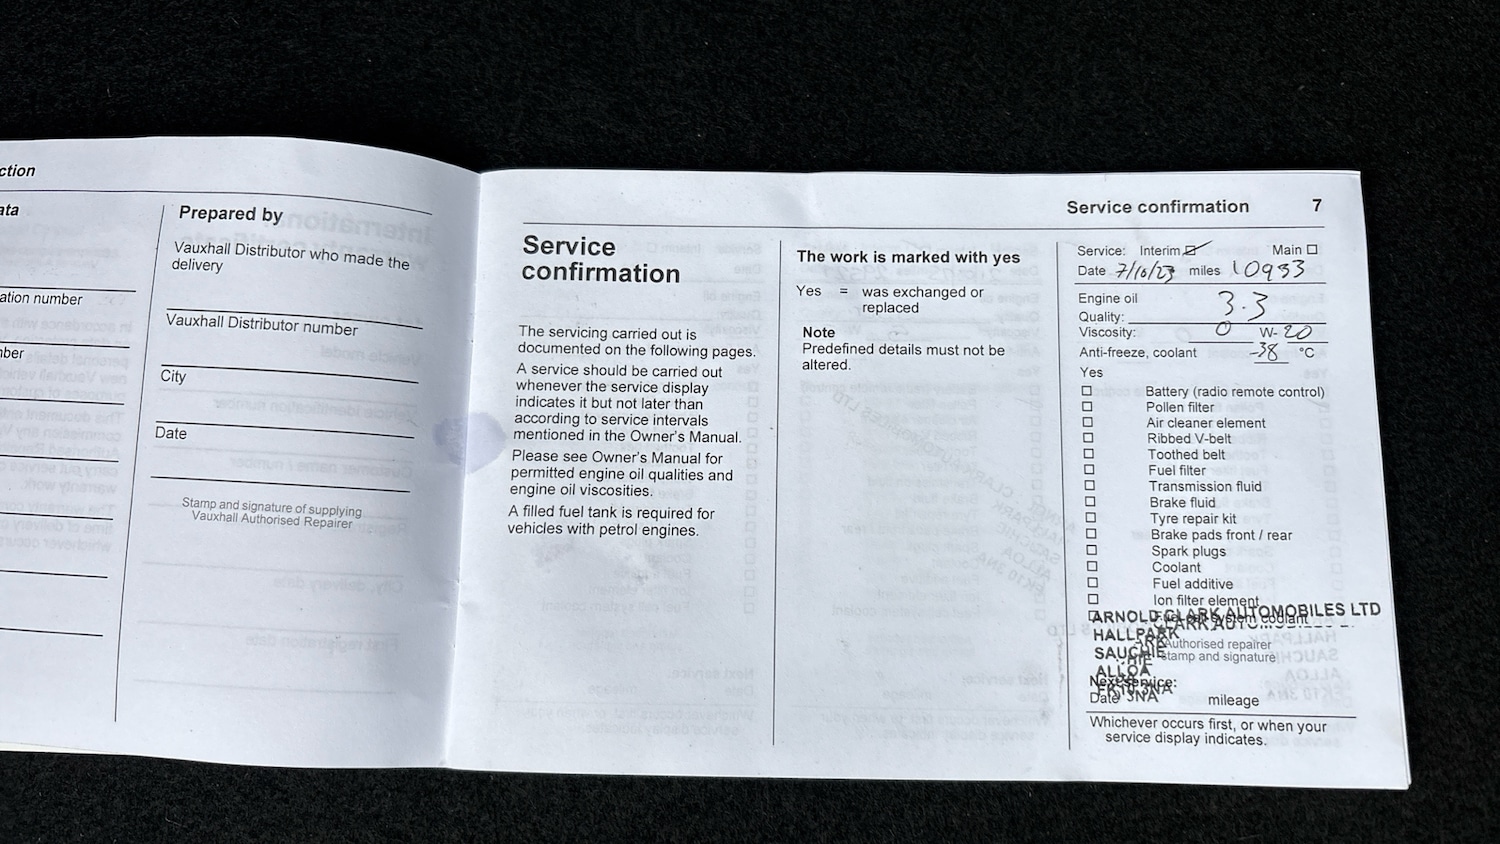 ction
ata
ation number
ber
Prepared by
Vauxhall Distributor who made the
delivery
Vauxhall Distributor number
City
Date
Stamp and signature of supplying
Vauxhall Authorised Repairer
Service confirmation 7
Service
confirmation
The servicing carried out is
documented on the following pages.
A service should be carried out
whenever the service display
indicates it but not later than
according to service intervals
mentioned in the Owner's Manual.
Please see Owner's Manual for
permitted engine oil qualities and
engine oil viscosities.
A filled fuel tank is required for
vehicles with petrol engines.
The work is marked with yes
Yes = was exchanged or
replaced
Note
Predefined details must not be
altered.
Service: Interim Main
Date 7/10/23 miles 10933
Engine oil 3.3
Quality:
Viscosity: 0 W- 20
Anti-freeze, coolant -38 °C
Yes
Battery (radio remote control)
Pollen filter
Air cleaner element
Ribbed V-belt
Toothed belt
Fuel filter
Transmission fluid
Brake fluid
Tyre repair kit
Brake pads front / rear
Spark plugs
Coolant
Fuel additive
Ion filter element
Fuel cell system coolant
ARNOLD CLARK AUTOMOBILES LTD
HALLPARK
SAUCHIE
ALLOA
FK10 3NA
Authorised repairer
stamp and signature
Next service:
Date mileage
Whichever occurs first, or when your
service display indicates.